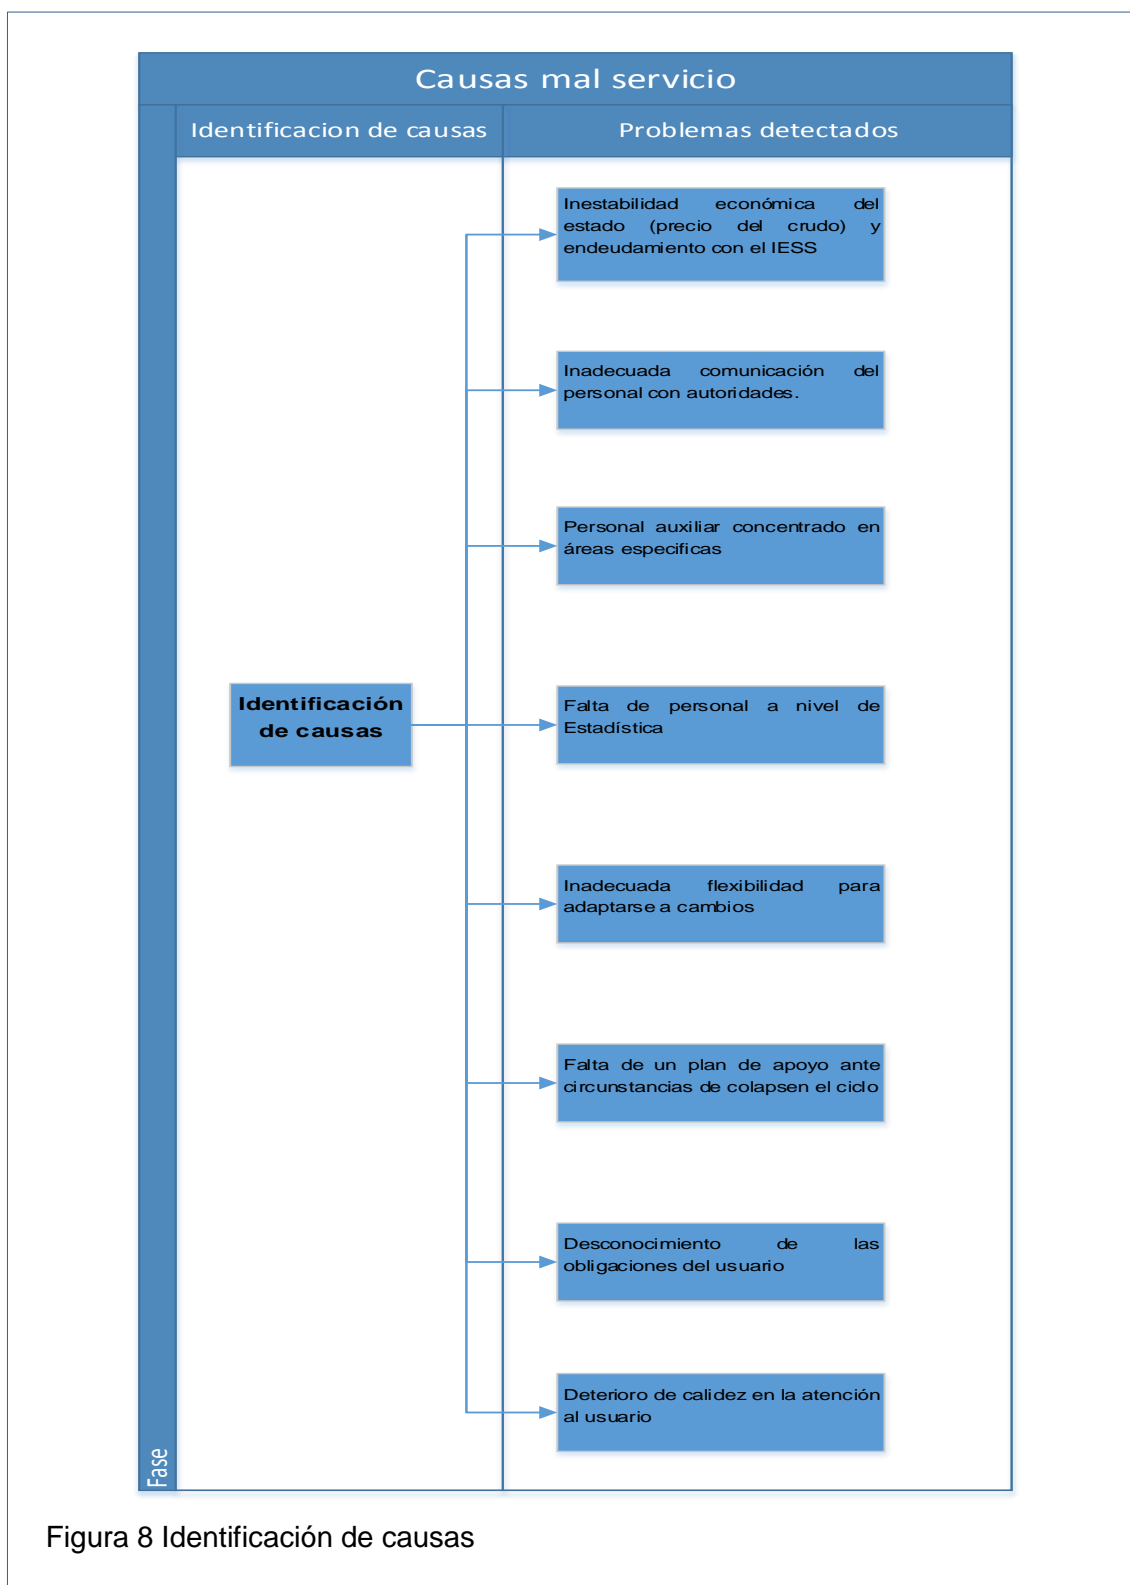 Causas mal servicio
Identificacion de causas
Problemas detectados
Inestabilidad económica del
estado (precio del crudo) y
endeudamiento con el IESS
Inadecuada comunicación del
personal con autoridades.
Personal auxiliar concentrado en
áreas especificas
Identificación
de causas
Falta de personal a nivel de
Estadística
Inadecuada flexibilidad para
adaptarse a cambios
Falta de un plan de apoyo ante
circunstancias de colapsen el ciclo
Desconocimiento de las
obligaciones del usuario
Deterioro de calidez en la atención
al usuario
Fase
Figura 8 Identificación de causas